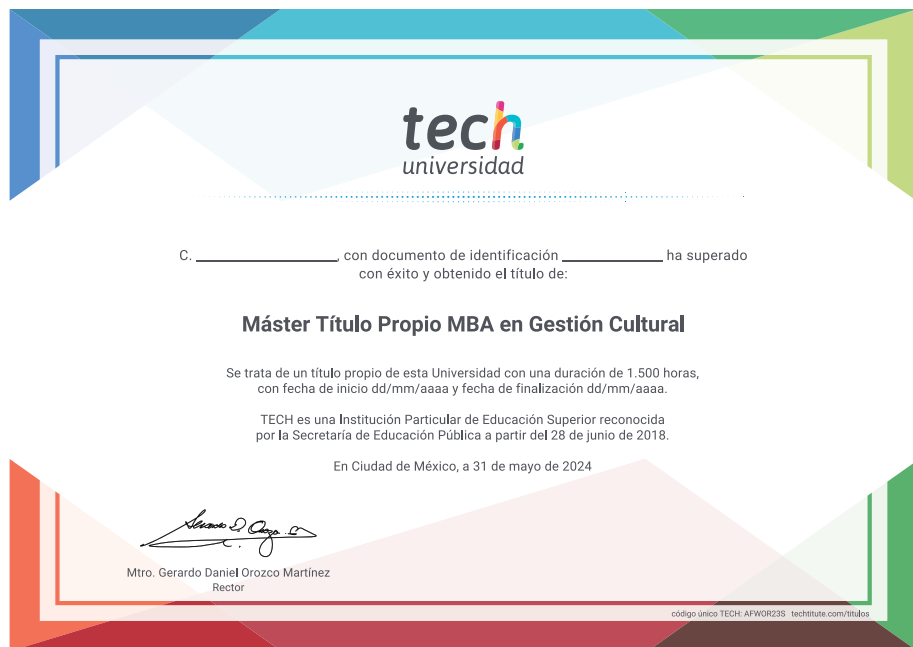 tech
universidad
C. ____________________, con documento de identificación ______________ ha superado
con éxito y obtenido el título de:
Máster Título Propio MBA en Gestión Cultural
Se trata de un título propio de esta Universidad con una duración de 1.500 horas,
con fecha de inicio dd/mm/aaaa y fecha de finalización dd/mm/aaaa.
TECH es una Institución Particular de Educación Superior reconocida
por la Secretaría de Educación Pública a partir del 28 de junio de 2018.
En Ciudad de México, a 31 de mayo de 2024
Mtro. Gerardo Daniel Orozco Martínez
Rector
código único TECH: AFWOR23S techtitute.com/titulos